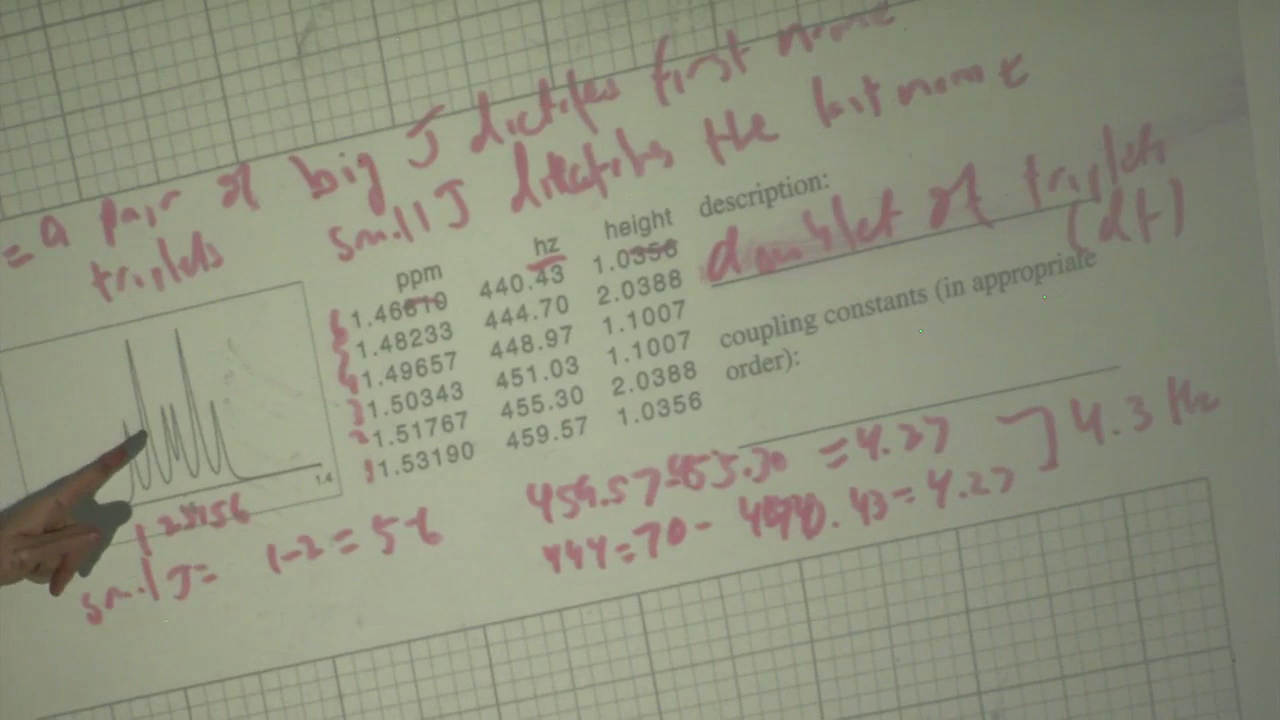 = a pair of big J dictates first name
triplets small J dictates the last name
description:
doublet of triplets
(dt)
ppm hz height
1.46610 440.43 1.0356
1.48233 444.70 2.0388
1.49657 448.97 1.1007
1.50343 451.03 1.1007
1.51767 455.30 2.0388
1.53190 459.57 1.0356
coupling constants (in appropriate
order):
1.4
1 2 3 4 5 6
small J= 1-2 = 5-6
459.57-455.30 = 4.27
444=70 - 440.43 = 4.27
] 4.3 Hz